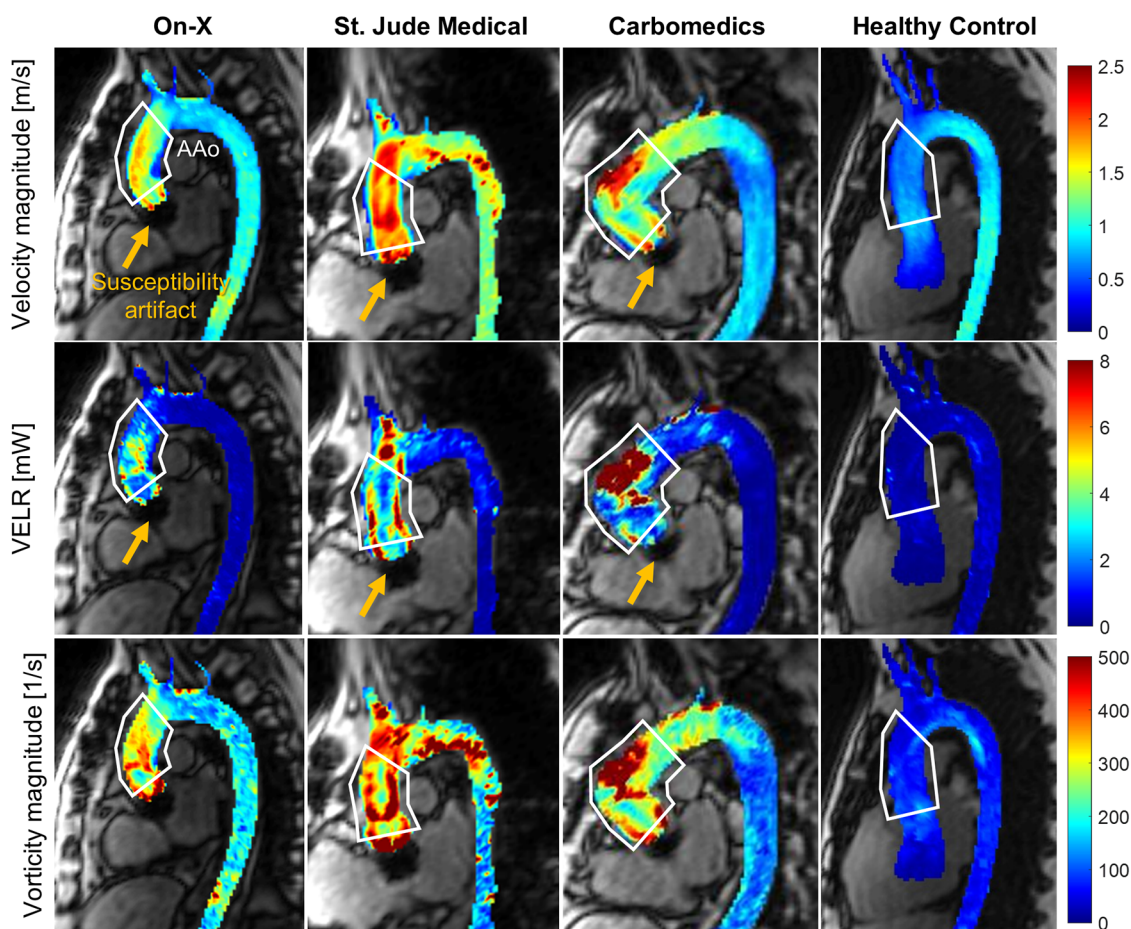 On-X
St. Jude Medical
Carbomedics
Healthy Control
Velocity magnitude [m/s]
AAo
Susceptibility
artifact
2.5
2
1.5
1
0.5
0
VELR [mW]
8
6
4
2
0
Vorticity magnitude [1/s]
500
400
300
200
100
0